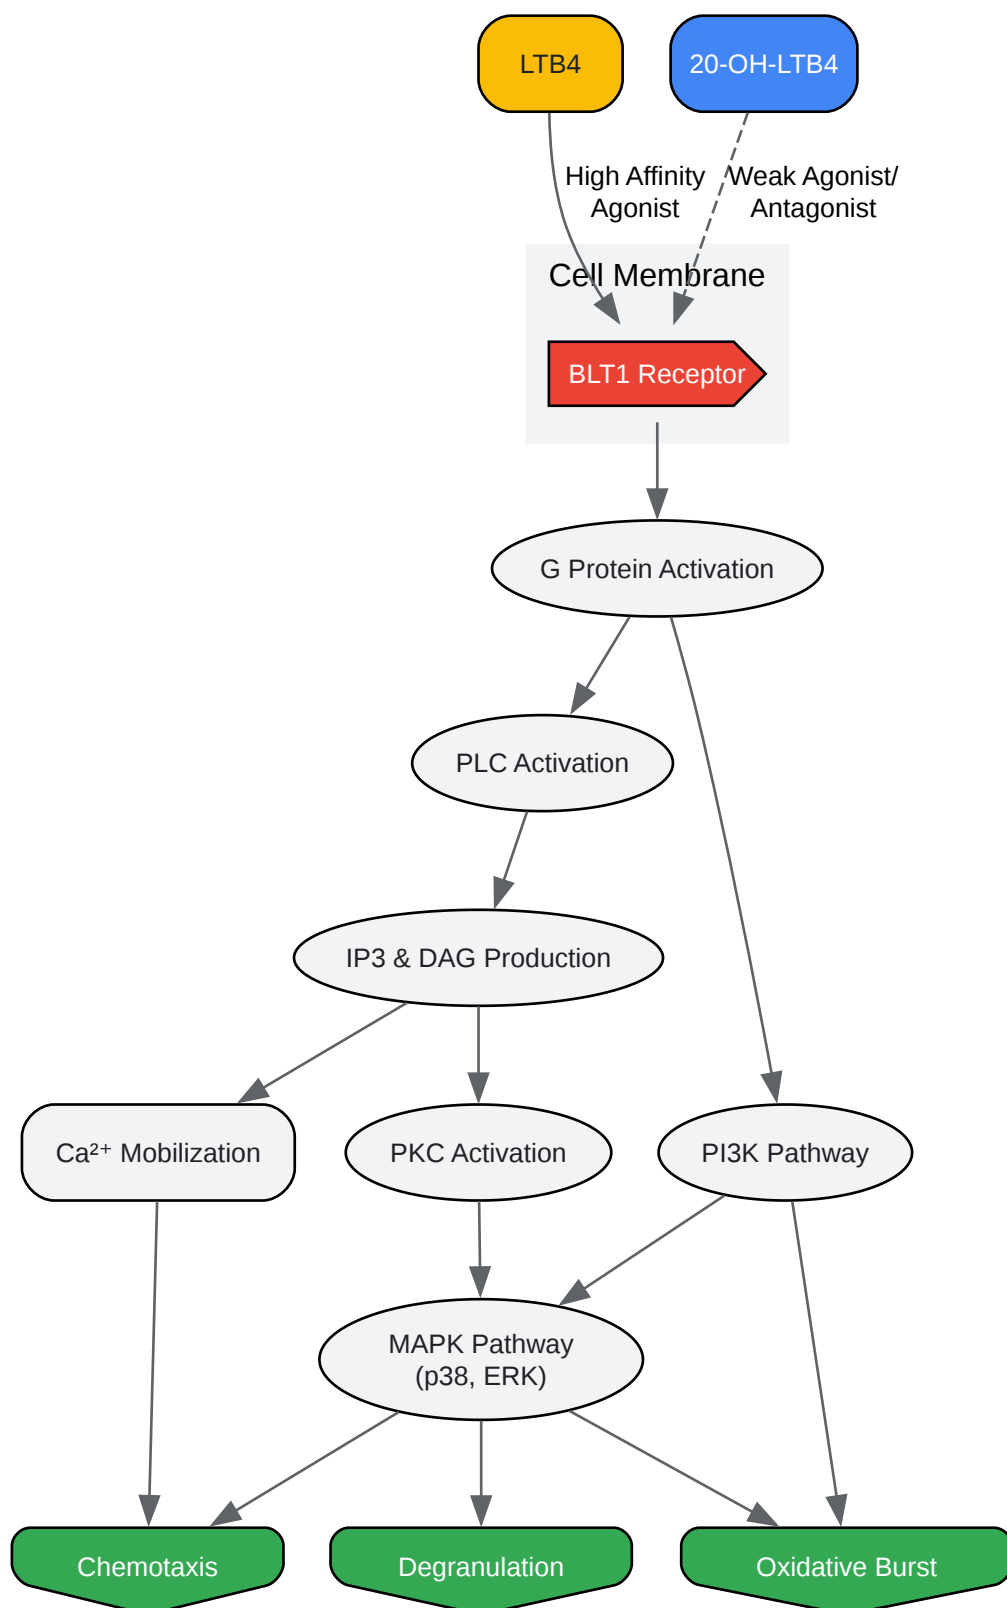 LTB4
20-OH-LTB4
High Affinity
Agonist
Weak Agonist/
Antagonist
Cell Membrane
BLT1 Receptor
G Protein Activation
PLC Activation
IP3 & DAG Production
Ca²⁺ Mobilization
PKC Activation
PI3K Pathway
MAPK Pathway
(p38, ERK)
Chemotaxis
Degranulation
Oxidative Burst